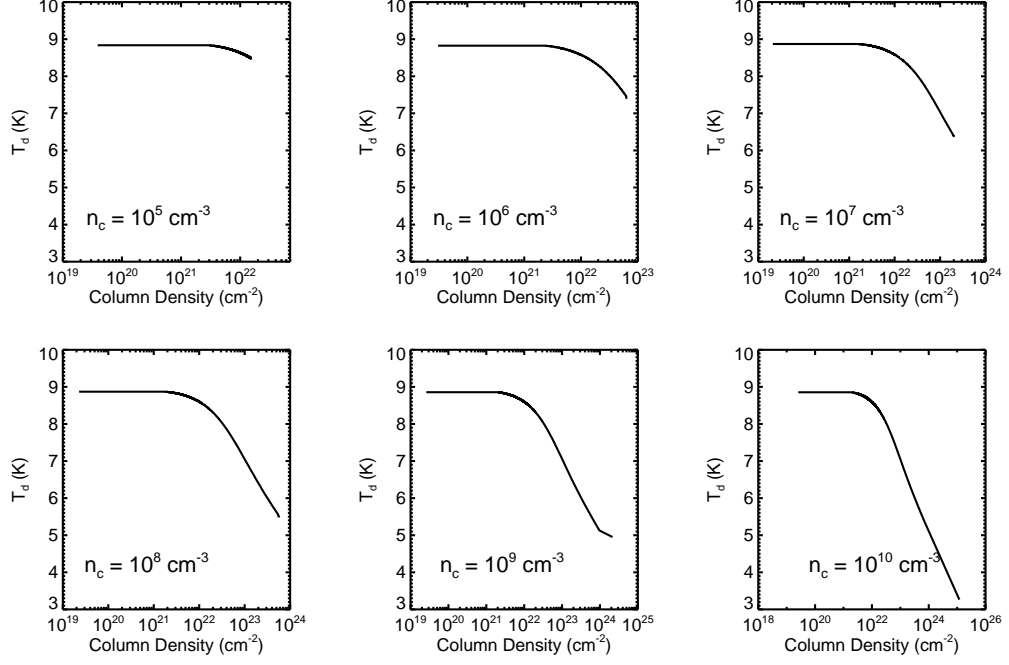 10
9
8
7
6
5
4
3
T_d (K)
n_c = 10^5 cm^-3
10^19 10^20 10^21 10^22
Column Density (cm^-2)
10
9
8
7
6
5
4
3
T_d (K)
n_c = 10^6 cm^-3
10^19 10^20 10^21 10^22 10^23
Column Density (cm^-2)
10
9
8
7
6
5
4
3
T_d (K)
n_c = 10^7 cm^-3
10^19 10^20 10^21 10^22 10^23 10^24
Column Density (cm^-2)
10
9
8
7
6
5
4
3
T_d (K)
n_c = 10^8 cm^-3
10^19 10^20 10^21 10^22 10^23 10^24
Column Density (cm^-2)
10
9
8
7
6
5
4
3
T_d (K)
n_c = 10^9 cm^-3
10^19 10^20 10^21 10^22 10^23 10^24 10^25
Column Density (cm^-2)
10
9
8
7
6
5
4
3
T_d (K)
n_c = 10^10 cm^-3
10^18 10^20 10^22 10^24 10^26
Column Density (cm^-2)